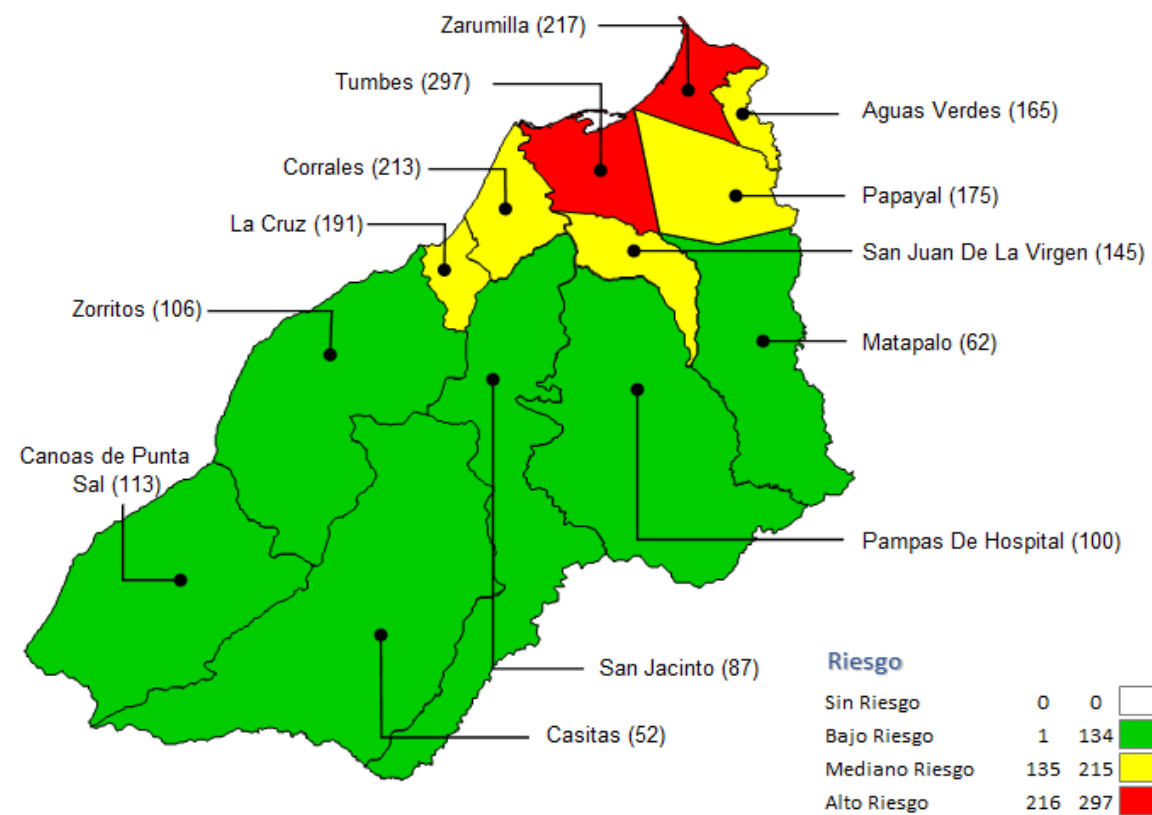 Zarumilla (217)
Tumbes (297)
Aguas Verdes (165)
Corrales (213)
Papayal (175)
La Cruz (191)
San Juan De La Virgen (145)
Zorritos (106)
Matapalo (62)
Canoas de Punta
Sal (113)
Pampas De Hospital (100)
San Jacinto (87)
Casitas (52)
Riesgo
Sin Riesgo 0 0
Bajo Riesgo 1 134
Mediano Riesgo 135 215
Alto Riesgo 216 297